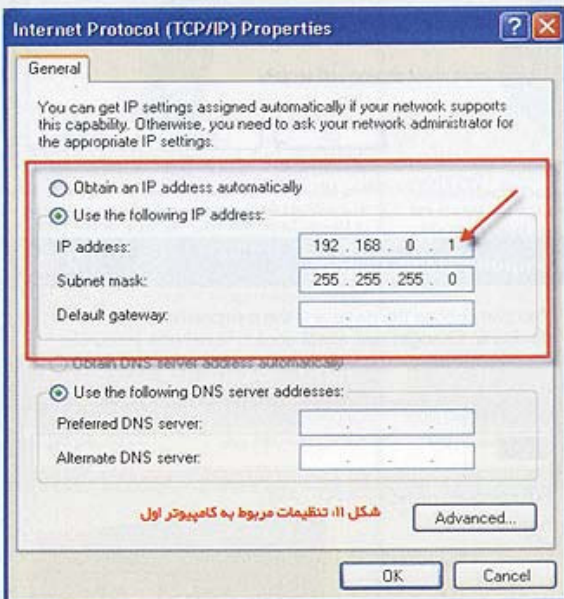 Internet Protocol (TCP/IP) Properties
General
You can get IP settings assigned automatically if your network supports
this capability. Otherwise, you need to ask your network administrator for
the appropriate IP settings.
Obtain an IP address automatically
Use the following IP address:
IP address: 192 . 168 . 0 . 1
Subnet mask: 255 . 255 . 255 . 0
Default gateway:
Obtain DNS server address automatically
Use the following DNS server addresses:
Preferred DNS server: . . .
Alternate DNS server: . . .
شکل ۱۱: تنظیمات مربوط به کامپیوتر اول
Advanced...
OK
Cancel